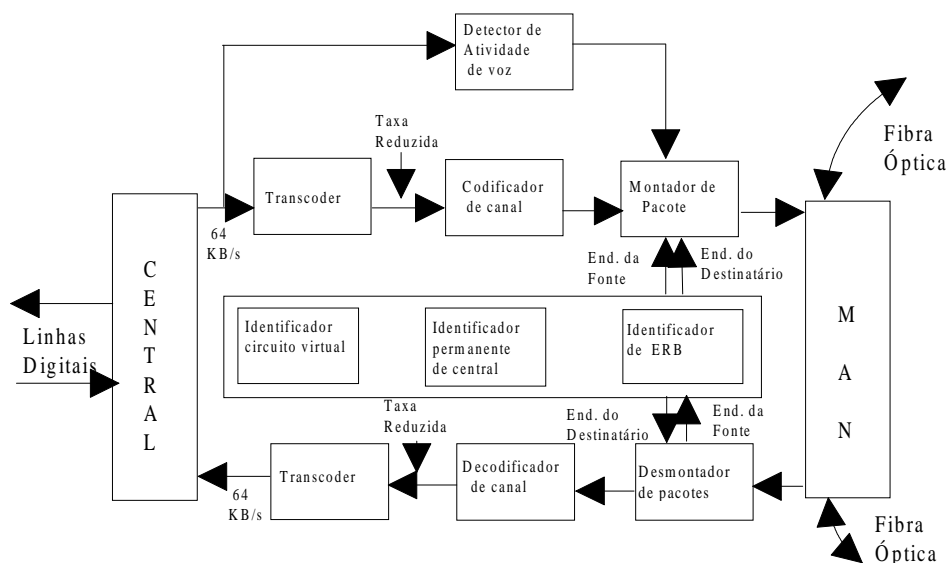 Detector de
Atividade
de voz
Taxa
Reduzida
Fibra
Óptica
Transcoder
Codificador
de canal
Montador de
Pacote
64
KB/s
End. da
Fonte
End. do
Destinatário
CENTRAL
Linhas
Digitais
Identificador
circuito virtual
Identificador
permanente
de central
Identificador
de ERB
MAN
Taxa
Reduzida
End. do
Destinatário
End. da
Fonte
Transcoder
Decodificador
de canal
Desmontador
de pacotes
64
KB/s
Fibra
Óptica